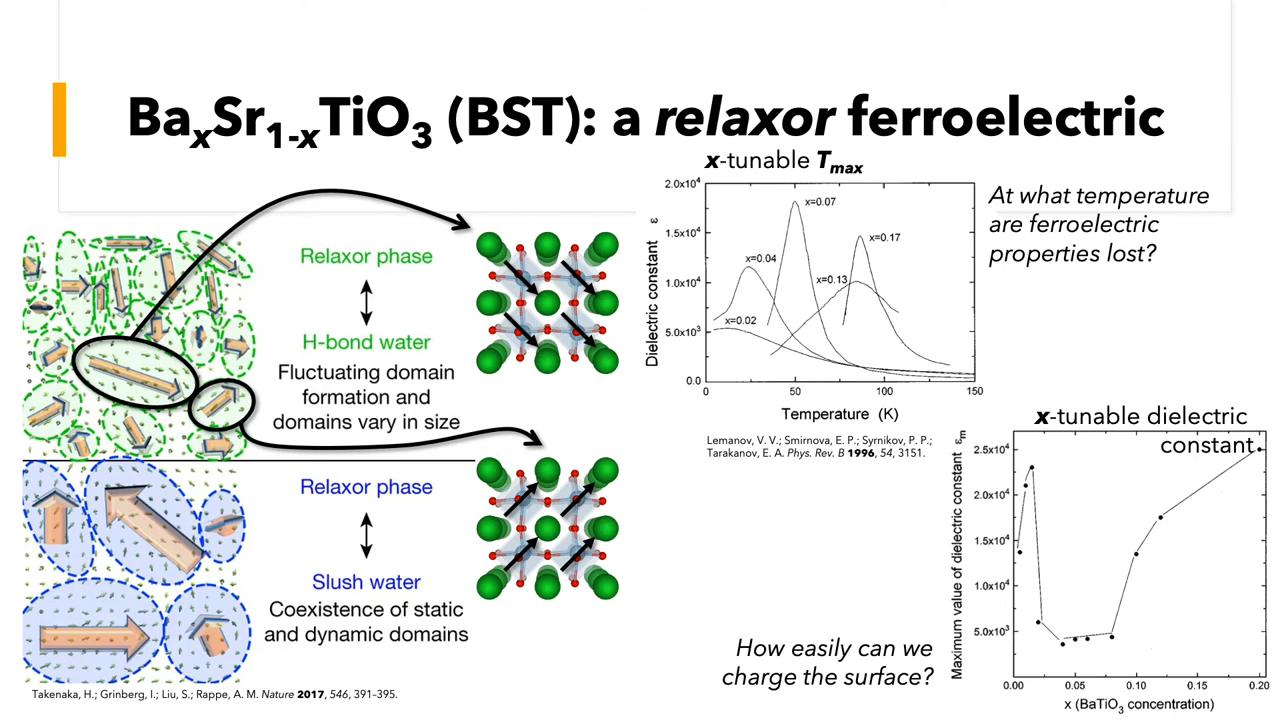 BaxSr1-xTiO3 (BST): a relaxor ferroelectric
Relaxor phase
H-bond water
Fluctuating domain
formation and
domains vary in size
Relaxor phase
Slush water
Coexistence of static
and dynamic domains
Takenaka, H.; Grinberg, I.; Liu, S.; Rappe, A. M. Nature 2017, 546, 391–395.
x-tunable Tmax
Dielectric constant ε
2.0x10⁴
1.5x10⁴
1.0x10⁴
5.0x10³
0.0
x=0.07
x=0.17
x=0.04
x=0.13
x=0.02
0 50 100 150
Temperature (K)
Lemanov, V. V.; Smirnova, E. P.; Syrnikov, P. P.;
Tarakanov, E. A. Phys. Rev. B 1996, 54, 3151.
At what temperature
are ferroelectric
properties lost?
x-tunable dielectric
constant
Maximum value of dielectric constant εm
2.5x10⁴
2.0x10⁴
1.5x10⁴
1.0x10⁴
5.0x10³
0.00 0.05 0.10 0.15 0.20
x (BaTiO3 concentration)
How easily can we
charge the surface?